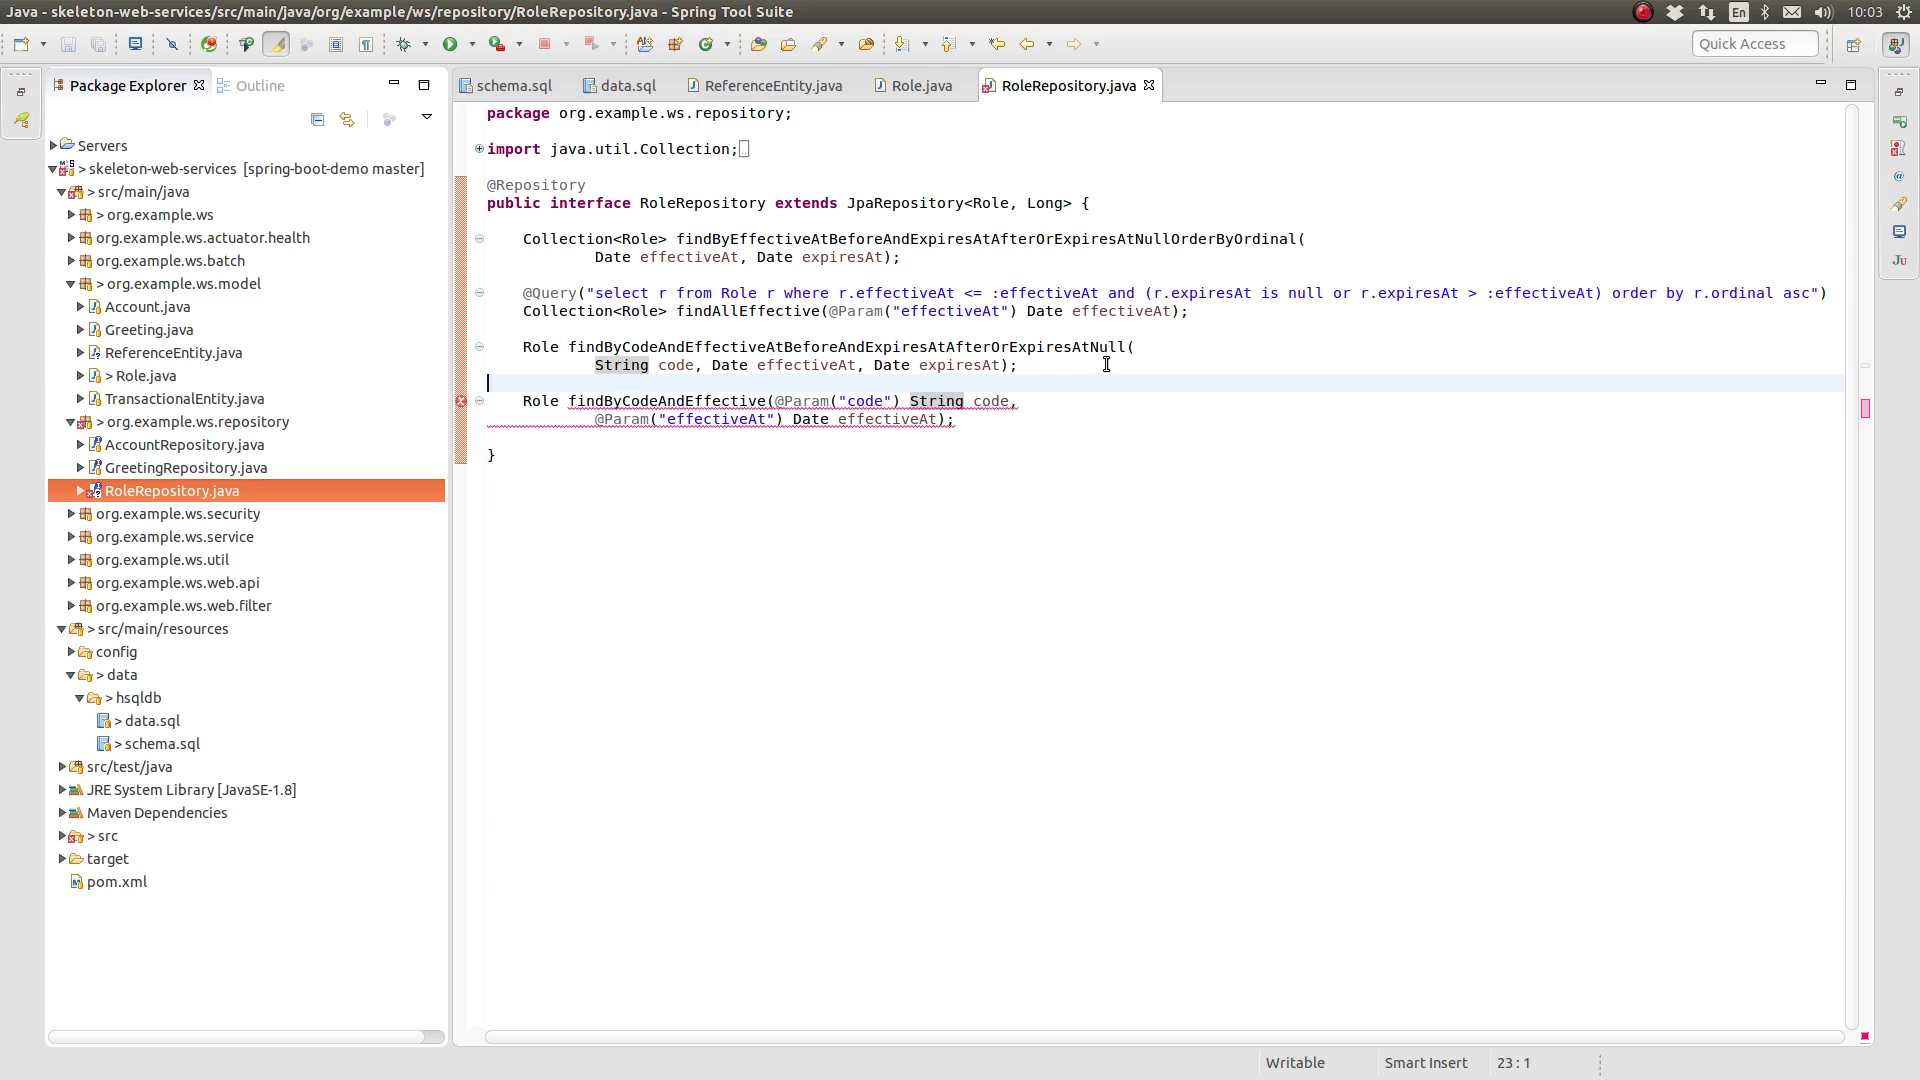 Java - skeleton-web-services/src/main/java/org/example/ws/repository/RoleRepository.java - Spring Tool Suite
En
10:03
Quick Access
Package Explorer
Outline
schema.sql
data.sql
ReferenceEntity.java
Role.java
RoleRepository.java
Servers
> skeleton-web-services [spring-boot-demo master]
> src/main/java
> org.example.ws
org.example.ws.actuator.health
org.example.ws.batch
> org.example.ws.model
Account.java
Greeting.java
ReferenceEntity.java
> Role.java
TransactionalEntity.java
> org.example.ws.repository
AccountRepository.java
GreetingRepository.java
RoleRepository.java
org.example.ws.security
org.example.ws.service
org.example.ws.util
org.example.ws.web.api
org.example.ws.web.filter
> src/main/resources
config
> data
> hsqldb
> data.sql
> schema.sql
src/test/java
JRE System Library [JavaSE-1.8]
Maven Dependencies
> src
target
pom.xml
package org.example.ws.repository;
import java.util.Collection;
@Repository
public interface RoleRepository extends JpaRepository<Role, Long> {
Collection<Role> findByEffectiveAtBeforeAndExpiresAtAfterOrExpiresAtNullOrderByOrdinal(
Date effectiveAt, Date expiresAt);
@Query("select r from Role r where r.effectiveAt <= :effectiveAt and (r.expiresAt is null or r.expiresAt > :effectiveAt) order by r.ordinal asc")
Collection<Role> findAllEffective(@Param("effectiveAt") Date effectiveAt);
Role findByCodeAndEffectiveAtBeforeAndExpiresAtAfterOrExpiresAtNull(
String code, Date effectiveAt, Date expiresAt);
Role findByCodeAndEffective(@Param("code") String code,
@Param("effectiveAt") Date effectiveAt);
}
Writable
Smart Insert
23 : 1